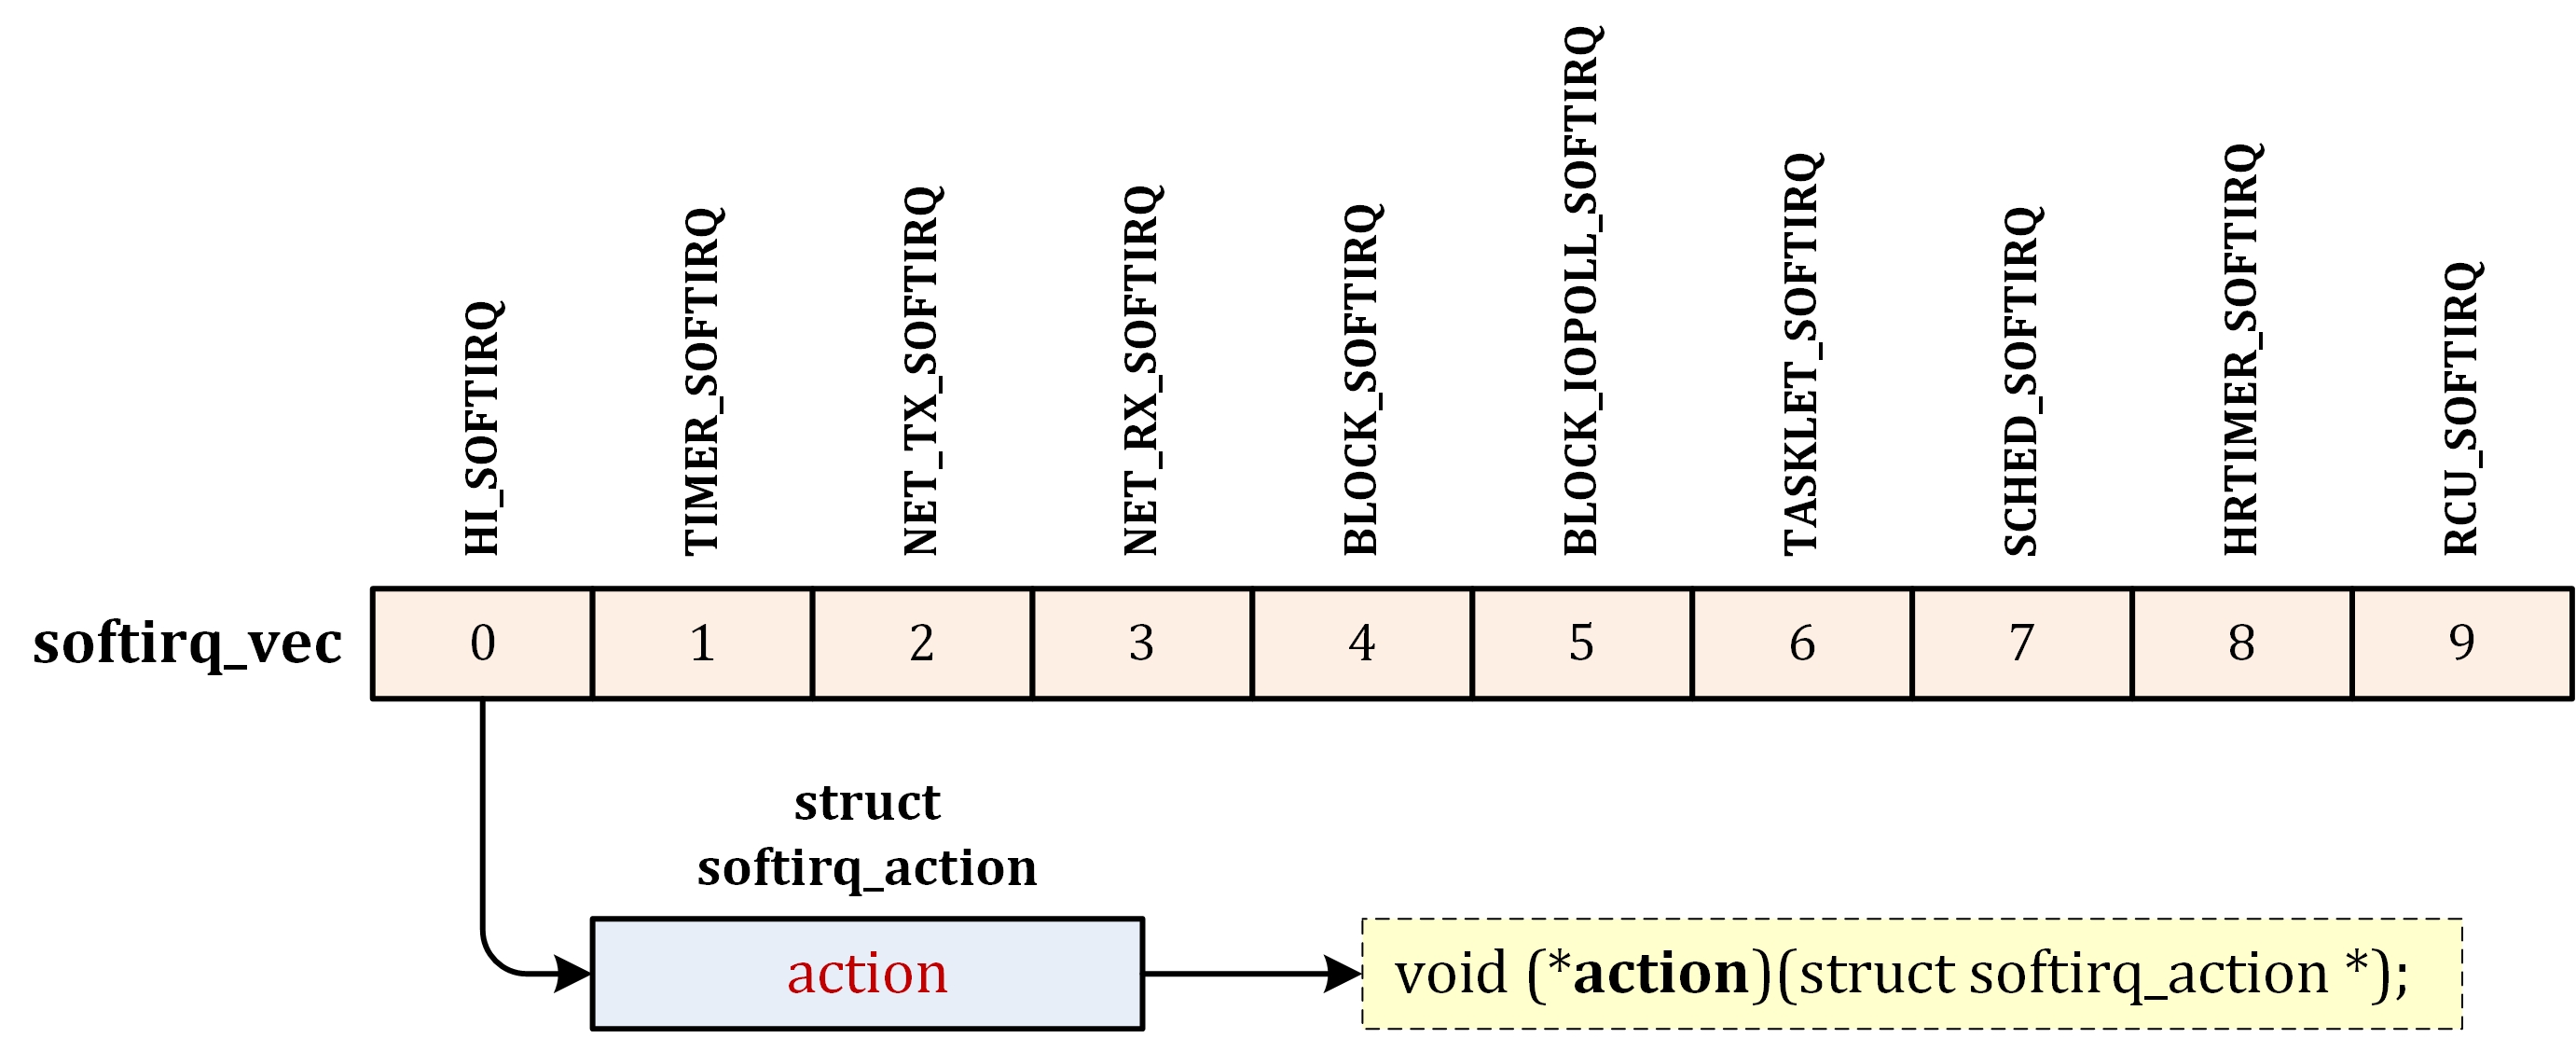 HI_SOFTIRQ
TIMER_SOFTIRQ
NET_TX_SOFTIRQ
NET_RX_SOFTIRQ
BLOCK_SOFTIRQ
BLOCK_IOPOLL_SOFTIRQ
TASKLET_SOFTIRQ
SCHED_SOFTIRQ
HRTIMER_SOFTIRQ
RCU_SOFTIRQ
softirq_vec 0 1 2 3 4 5 6 7 8 9
struct
softirq_action
action
void (*action)(struct softirq_action *);